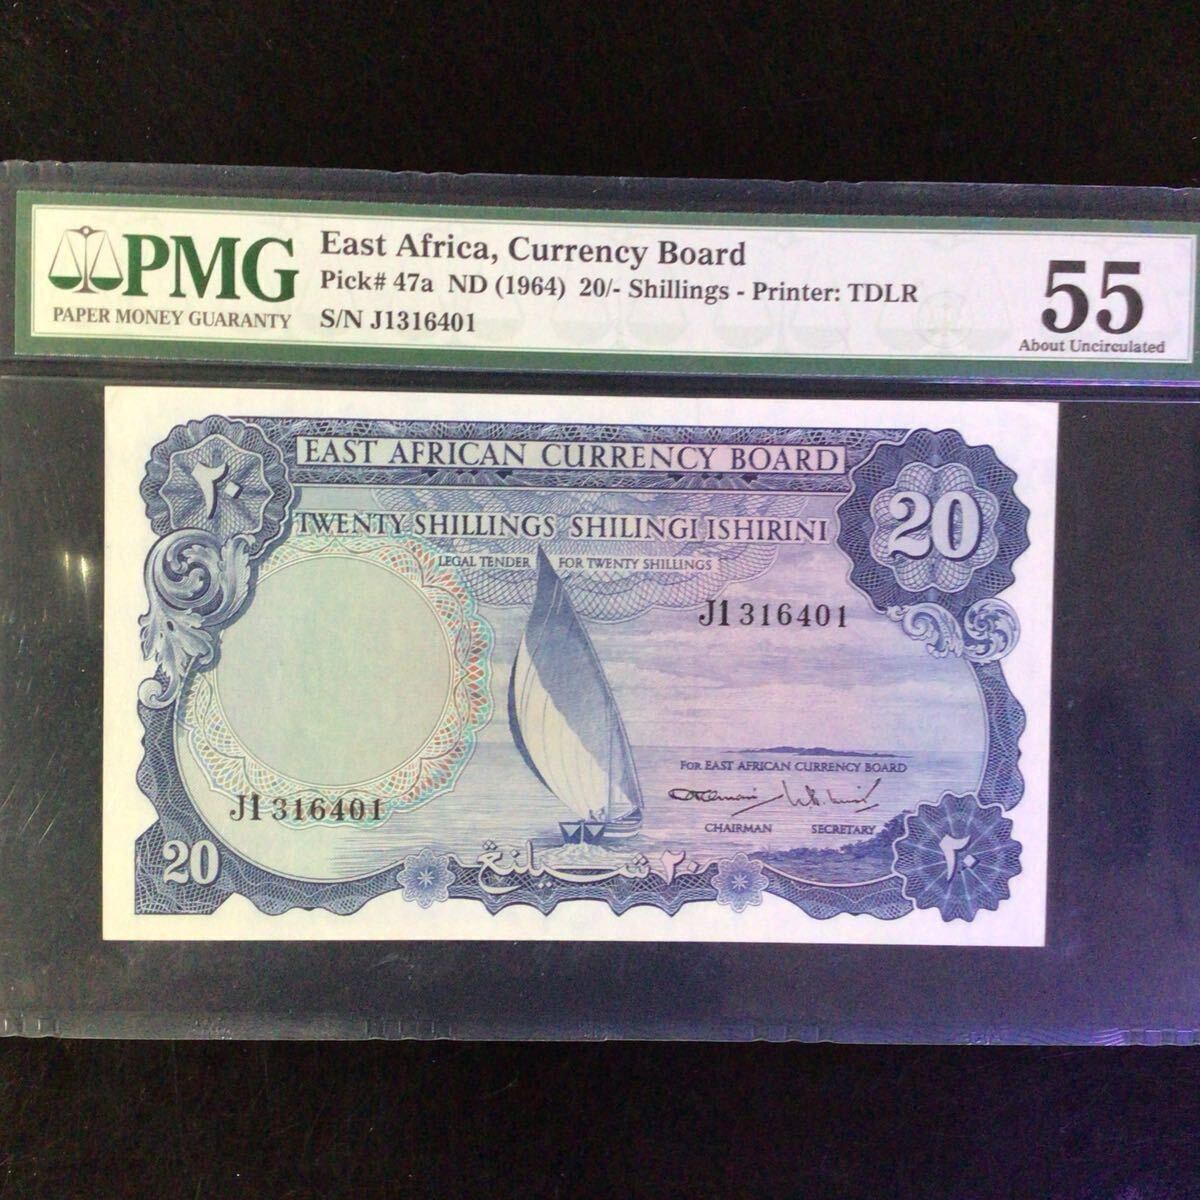 PMG
PAPER MONEY GUARANTY
East Africa, Currency Board
Pick# 47a ND (1964) 20/- Shillings - Printer: TDLR
S/N J1316401
55
About Uncirculated
٢٠
EAST AFRICAN CURRENCY BOARD
20
TWENTY SHILLINGS SHILINGI ISHIRINI
LEGAL TENDER FOR TWENTY SHILLINGS
J1 316401
FOR EAST AFRICAN CURRENCY BOARD
J1 316401
CHAIRMAN SECRETARY
20
٢٠ شيلنغ
٢٠